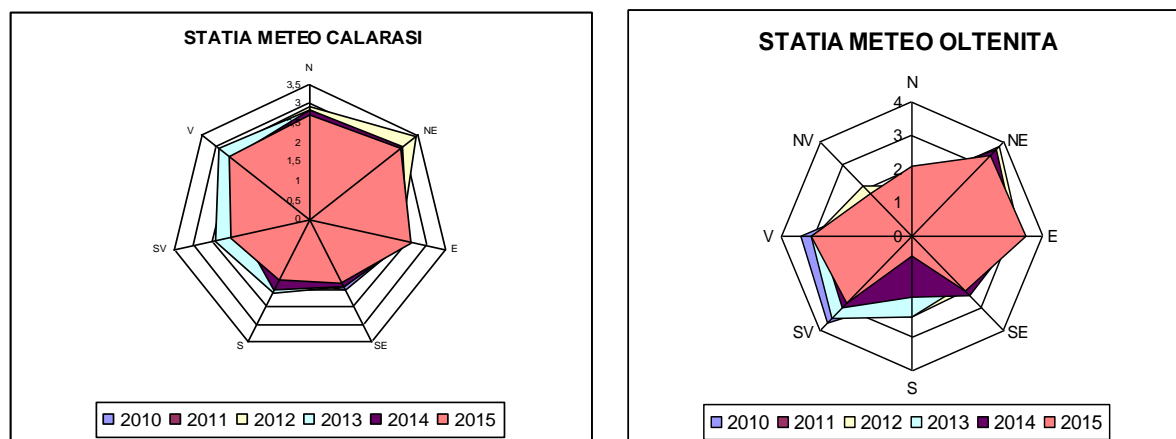 STATIA METEO CALARASI
N
3,5
3
2,5
2
1,5
1
0,5
0
NE
E
SE
S
SV
V
2010 2011 2012 2013 2014 2015
STATIA METEO OLTENITA
N
4
3
2
1
0
NE
E
SE
S
SV
V
NV
2010 2011 2012 2013 2014 2015